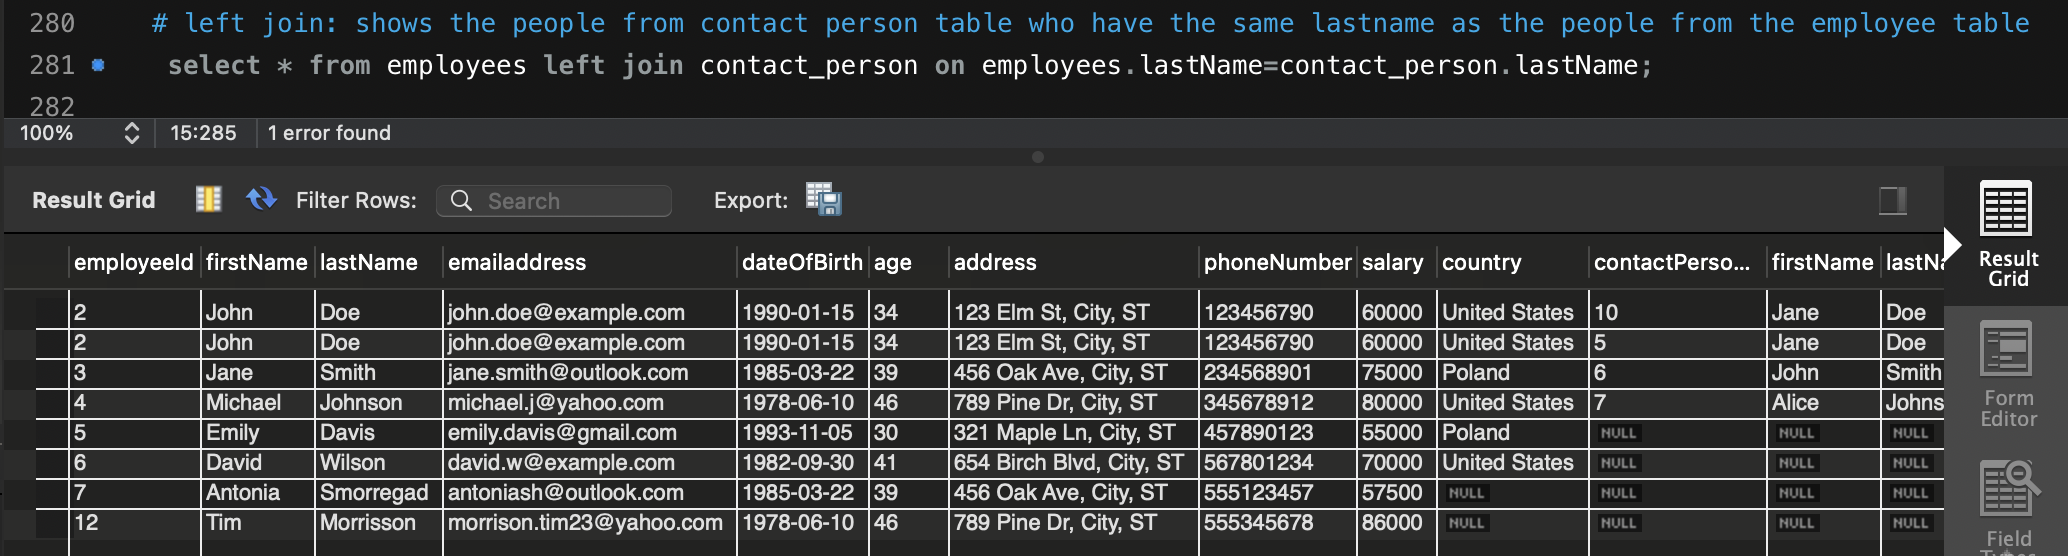 280 # left join: shows the people from contact person table who have the same lastname as the people from the employee table
281 select * from employees left join contact_person on employees.lastName=contact_person.lastName;
282
100% 15:285 1 error found
Result Grid Filter Rows: Search Export:
employeeId firstName lastName emailaddress dateOfBirth age address phoneNumber salary country contactPerso... firstName lastNa
2 John Doe john.doe@example.com 1990-01-15 34 123 Elm St, City, ST 123456790 60000 United States 10 Jane Doe
2 John Doe john.doe@example.com 1990-01-15 34 123 Elm St, City, ST 123456790 60000 United States 5 Jane Doe
3 Jane Smith jane.smith@outlook.com 1985-03-22 39 456 Oak Ave, City, ST 234568901 75000 Poland 6 John Smith
4 Michael Johnson michael.j@yahoo.com 1978-06-10 46 789 Pine Dr, City, ST 345678912 80000 United States 7 Alice Johns
5 Emily Davis emily.davis@gmail.com 1993-11-05 30 321 Maple Ln, City, ST 457890123 55000 Poland NULL NULL NULL
6 David Wilson david.w@example.com 1982-09-30 41 654 Birch Blvd, City, ST 567801234 70000 United States NULL NULL NULL
7 Antonia Smorregad antoniash@outlook.com 1985-03-22 39 456 Oak Ave, City, ST 555123457 57500 NULL NULL NULL NULL
12 Tim Morrisson morrison.tim23@yahoo.com 1978-06-10 46 789 Pine Dr, City, ST 555345678 86000 NULL NULL NULL NULL
Result
Grid
Form
Editor
Field